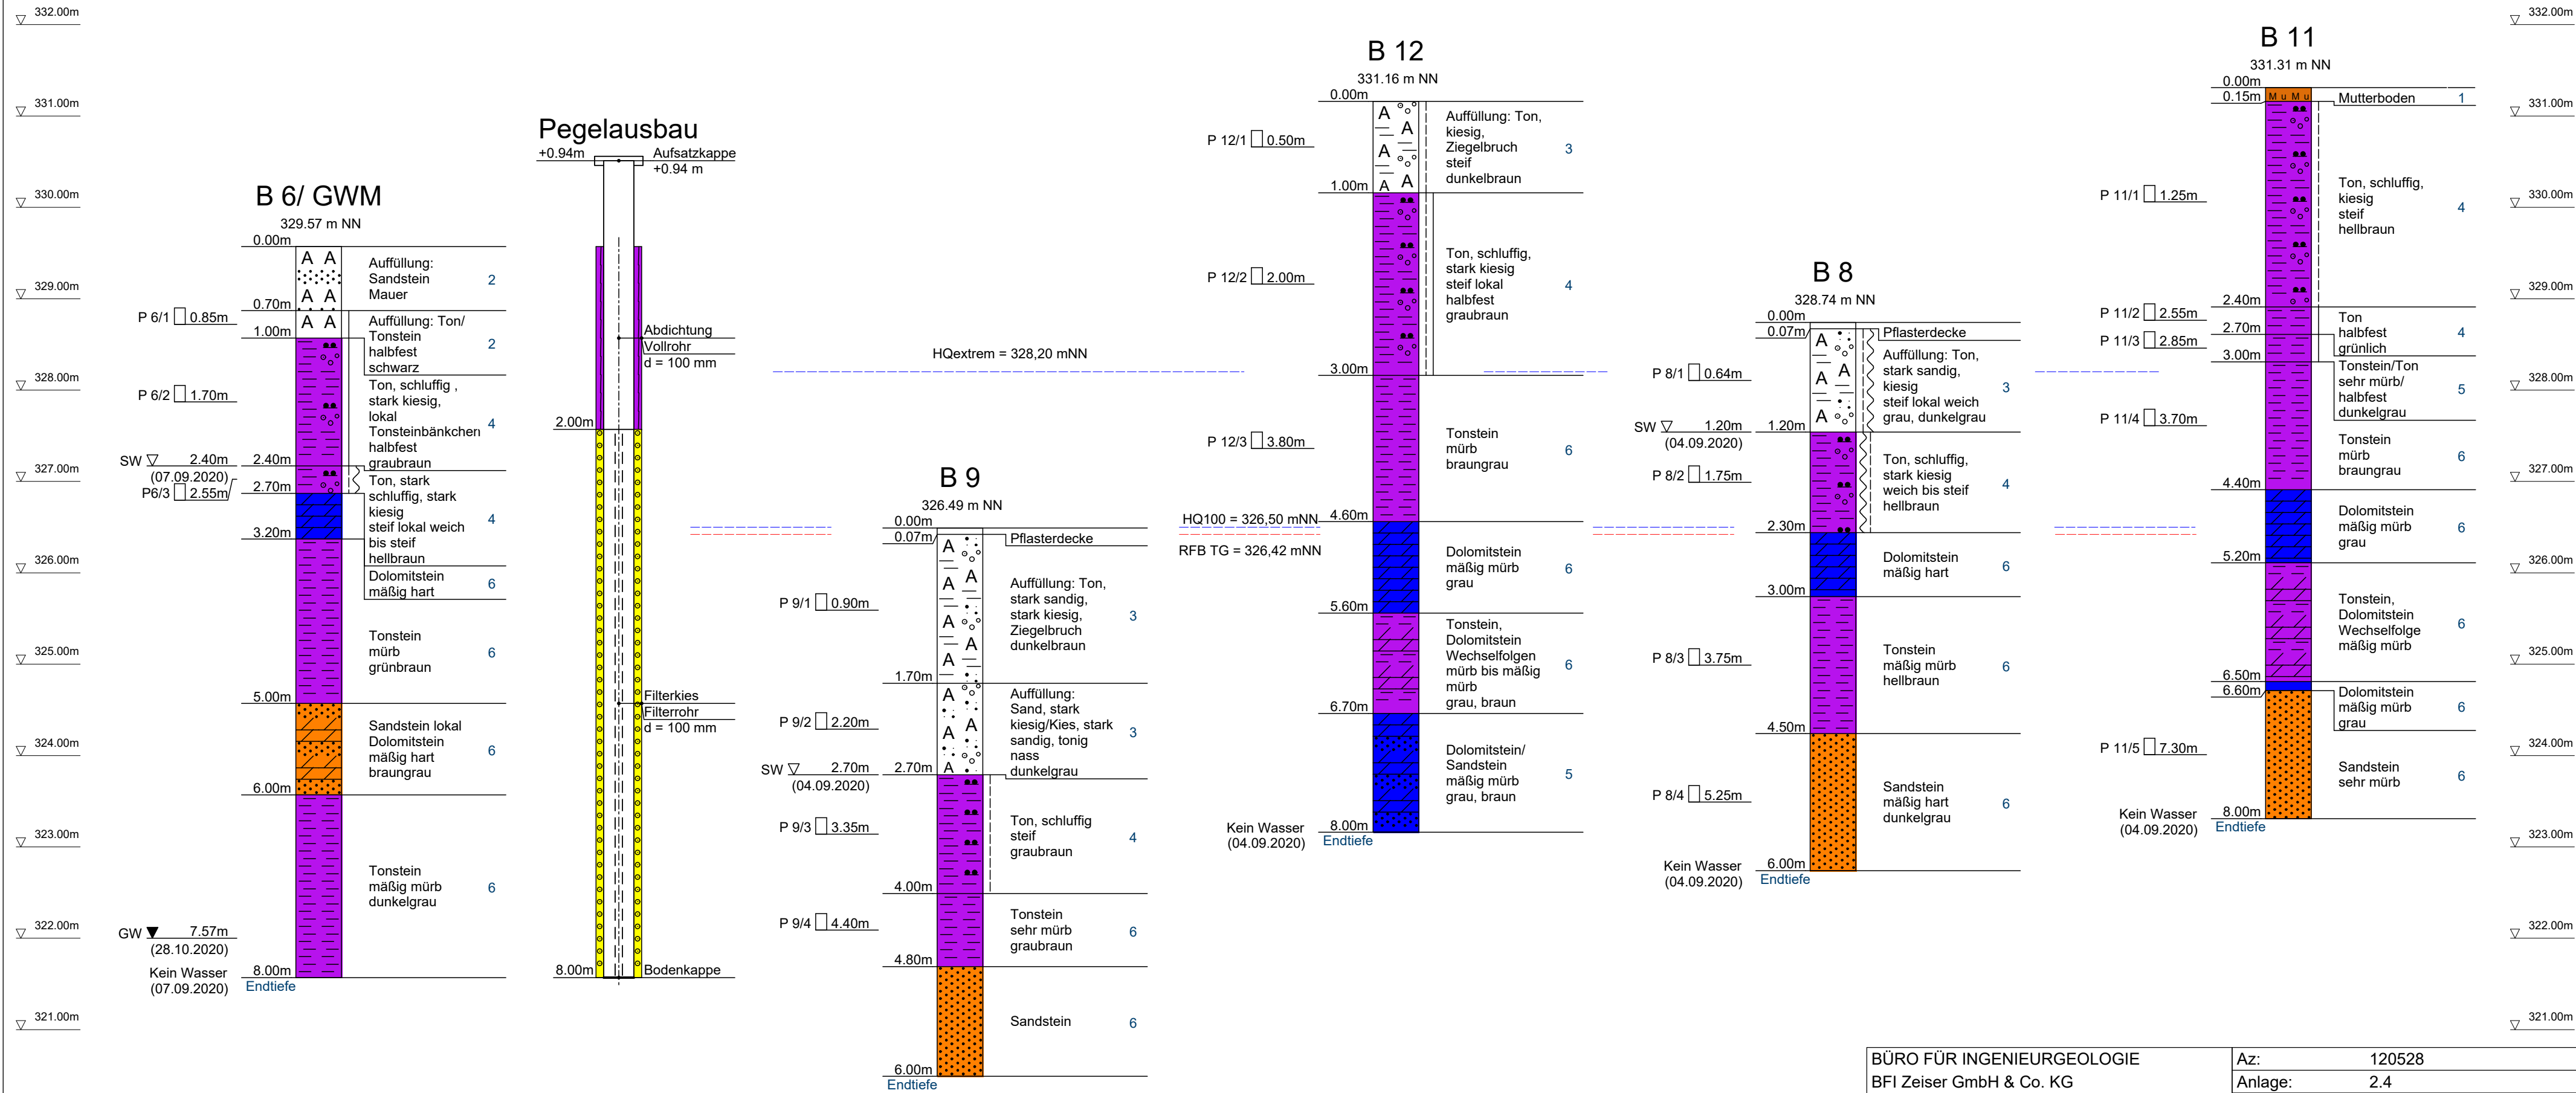 332.00m
331.00m
330.00m
329.00m
328.00m
327.00m
326.00m
325.00m
324.00m
323.00m
322.00m
321.00m
B 6/ GWM
329.57 m NN
0.00m
0.70m
1.00m
2.40m
2.70m
3.20m
5.00m
6.00m
8.00m
Endtiefe
P 6/1 0.85m
P 6/2 1.70m
SW 2.40m
(07.09.2020)
P6/3 2.55m
GW 7.57m
(28.10.2020)
Kein Wasser
(07.09.2020)
A A
A A
A A
Auffüllung:
Sandstein
Mauer
2
Auffüllung: Ton/
Tonstein
halbfest
schwarz
2
Ton, schluffig ,
stark kiesig,
lokal
Tonsteinbänkchen
halbfest
graubraun
4
Ton, stark
schluffig, stark
kiesig
steif lokal weich
bis steif
hellbraun
4
Dolomitstein
mäßig hart
6
Tonstein
mürb
grünbraun
6
Sandstein lokal
Dolomitstein
mäßig hart
braungrau
6
Tonstein
mäßig mürb
dunkelgrau
6
Pegelausbau
+0.94m
Aufsatzkappe
+0.94 m
Abdichtung
Vollrohr
d = 100 mm
2.00m
Filterkies
Filterrohr
d = 100 mm
8.00m
Bodenkappe
HQextrem = 328,20 mNN
B 9
326.49 m NN
0.00m
0.07m
1.70m
2.70m
4.00m
4.80m
6.00m
Endtiefe
P 9/1 0.90m
P 9/2 2.20m
SW 2.70m
(04.09.2020)
P 9/3 3.35m
P 9/4 4.40m
A
A
A
A
A
A
A
A
A
A
A
Pflasterdecke
Auffüllung: Ton,
stark sandig,
stark kiesig,
Ziegelbruch
dunkelbraun
3
Auffüllung:
Sand, stark
kiesig/Kies, stark
sandig, tonig
nass
dunkelgrau
3
Ton, schluffig
steif
graubraun
4
Tonstein
sehr mürb
graubraun
6
Sandstein
6
B 12
331.16 m NN
0.00m
1.00m
3.00m
4.60m
5.60m
6.70m
8.00m
Endtiefe
P 12/1 0.50m
P 12/2 2.00m
P 12/3 3.80m
HQ100 = 326,50 mNN
RFB TG = 326,42 mNN
Kein Wasser
(04.09.2020)
A
A
A
A
A
Auffüllung: Ton,
kiesig,
Ziegelbruch
steif
dunkelbraun
3
Ton, schluffig,
stark kiesig
steif lokal
halbfest
graubraun
4
Tonstein
mürb
braungrau
6
Dolomitstein
mäßig mürb
grau
6
Tonstein,
Dolomitstein
Wechselfolgen
mürb bis mäßig
mürb
grau, braun
6
Dolomitstein/
Sandstein
mäßig mürb
grau, braun
5
B 8
328.74 m NN
0.00m
0.07m
1.20m
2.30m
3.00m
4.50m
6.00m
Endtiefe
P 8/1 0.64m
SW 1.20m
(04.09.2020)
P 8/2 1.75m
P 8/3 3.75m
P 8/4 5.25m
Kein Wasser
(04.09.2020)
A
A
A
A
A
Pflasterdecke
Auffüllung: Ton,
stark sandig,
kiesig
steif lokal weich
grau, dunkelgrau
3
Ton, schluffig,
stark kiesig
weich bis steif
hellbraun
4
Dolomitstein
mäßig hart
6
Tonstein
mäßig mürb
hellbraun
6
Sandstein
mäßig hart
dunkelgrau
6
B 11
331.31 m NN
0.00m
0.15m
2.40m
2.70m
3.00m
4.40m
5.20m
6.50m
6.60m
8.00m
Endtiefe
P 11/1 1.25m
P 11/2 2.55m
P 11/3 2.85m
P 11/4 3.70m
P 11/5 7.30m
Kein Wasser
(04.09.2020)
M u M u
Mutterboden
1
Ton, schluffig,
kiesig
steif
hellbraun
4
Ton
halbfest
grünlich
4
Tonstein/Ton
sehr mürb/
halbfest
dunkelgrau
5
Tonstein
mürb
braungrau
6
Dolomitstein
mäßig mürb
grau
6
Tonstein,
Dolomitstein
Wechselfolge
mäßig mürb
6
Dolomitstein
mäßig mürb
grau
6
Sandstein
sehr mürb
6
332.00m
331.00m
330.00m
329.00m
328.00m
327.00m
326.00m
325.00m
324.00m
323.00m
322.00m
321.00m
BÜRO FÜR INGENIEURGEOLOGIE
BFI Zeiser GmbH & Co. KG
Az: 120528
Anlage: 2.4